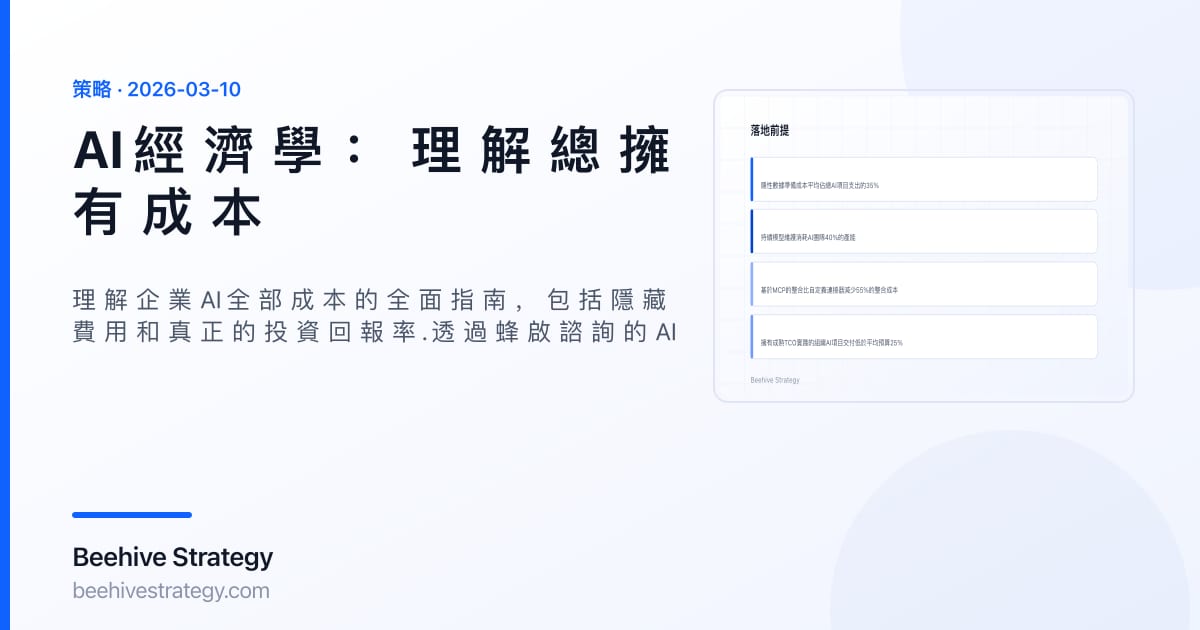 策略 · 2026-03-10
AI經濟學：理解總擁
有成本
理解企業AI全部成本的全面指南，包括隱藏
費用和真正的投資回報率.透過蜂啟諮詢的AI
落地前提
隱性數據準備成本平均佔總AI項目支出的35%
持續模型維護消耗AI團隊40%的產能
基於MCP的整合比自定義連接器減少55%的整合成本
擁有成熟TCO實踐的組織AI項目交付低於平均預算25%
Beehive Strategy
Beehive Strategy
beehivestrategy.com